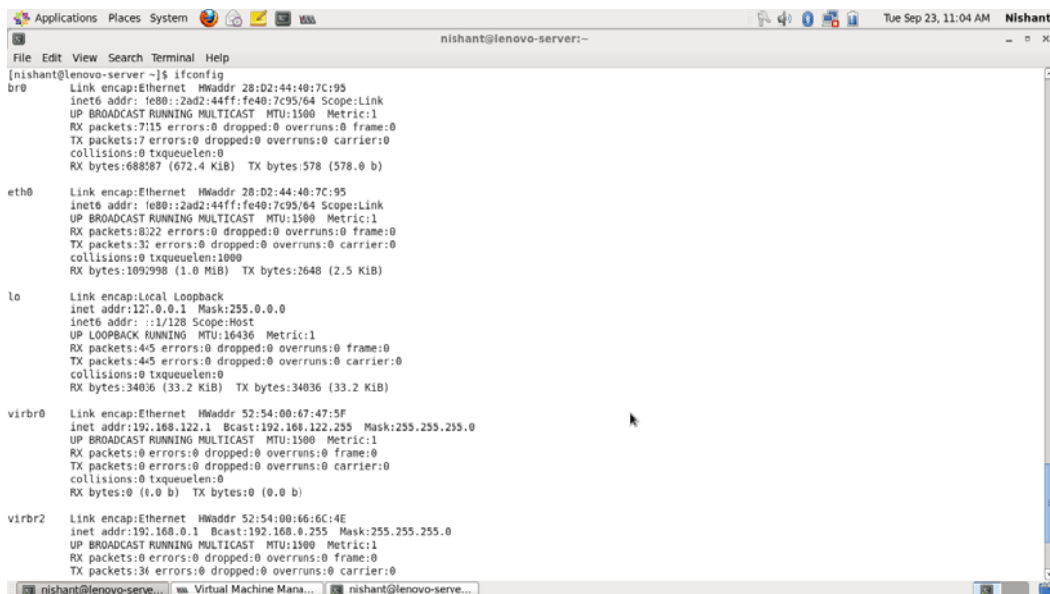 Applications Places System
Tue Sep 23, 11:04 AM Nishant
nishant@lenovo-server:~
File Edit View Search Terminal Help
[nishant@lenovo-server ~]$ ifconfig
br0 Link encap:Ethernet HWaddr 28:D2:44:40:7C:95
inet6 addr: fe80::2ad2:44ff:fe40:7c95/64 Scope:Link
UP BROADCAST RUNNING MULTICAST MTU:1500 Metric:1
RX packets:7115 errors:0 dropped:0 overruns:0 frame:0
TX packets:7 errors:0 dropped:0 overruns:0 carrier:0
collisions:0 txqueuelen:0
RX bytes:688587 (672.4 KiB) TX bytes:578 (578.0 b)
eth0 Link encap:Ethernet HWaddr 28:D2:44:40:7C:95
inet6 addr: fe80::2ad2:44ff:fe40:7c95/64 Scope:Link
UP BROADCAST RUNNING MULTICAST MTU:1500 Metric:1
RX packets:8322 errors:0 dropped:0 overruns:0 frame:0
TX packets:32 errors:0 dropped:0 overruns:0 carrier:0
collisions:0 txqueuelen:1000
RX bytes:1092998 (1.0 MiB) TX bytes:2648 (2.5 KiB)
lo Link encap:Local Loopback
inet addr:127.0.0.1 Mask:255.0.0.0
inet6 addr: ::1/128 Scope:Host
UP LOOPBACK RUNNING MTU:16436 Metric:1
RX packets:445 errors:0 dropped:0 overruns:0 frame:0
TX packets:445 errors:0 dropped:0 overruns:0 carrier:0
collisions:0 txqueuelen:0
RX bytes:34036 (33.2 KiB) TX bytes:34036 (33.2 KiB)
virbr0 Link encap:Ethernet HWaddr 52:54:00:67:47:5F
inet addr:192.168.122.1 Bcast:192.168.122.255 Mask:255.255.255.0
UP BROADCAST RUNNING MULTICAST MTU:1500 Metric:1
RX packets:0 errors:0 dropped:0 overruns:0 frame:0
TX packets:0 errors:0 dropped:0 overruns:0 carrier:0
collisions:0 txqueuelen:0
RX bytes:0 (0.0 b) TX bytes:0 (0.0 b)
virbr2 Link encap:Ethernet HWaddr 52:54:00:66:6C:4E
inet addr:192.168.0.1 Bcast:192.168.0.255 Mask:255.255.255.0
UP BROADCAST RUNNING MULTICAST MTU:1500 Metric:1
RX packets:0 errors:0 dropped:0 overruns:0 frame:0
TX packets:36 errors:0 dropped:0 overruns:0 carrier:0
nishant@lenovo-serve... Virtual Machine Mana... nishant@lenovo-serve...